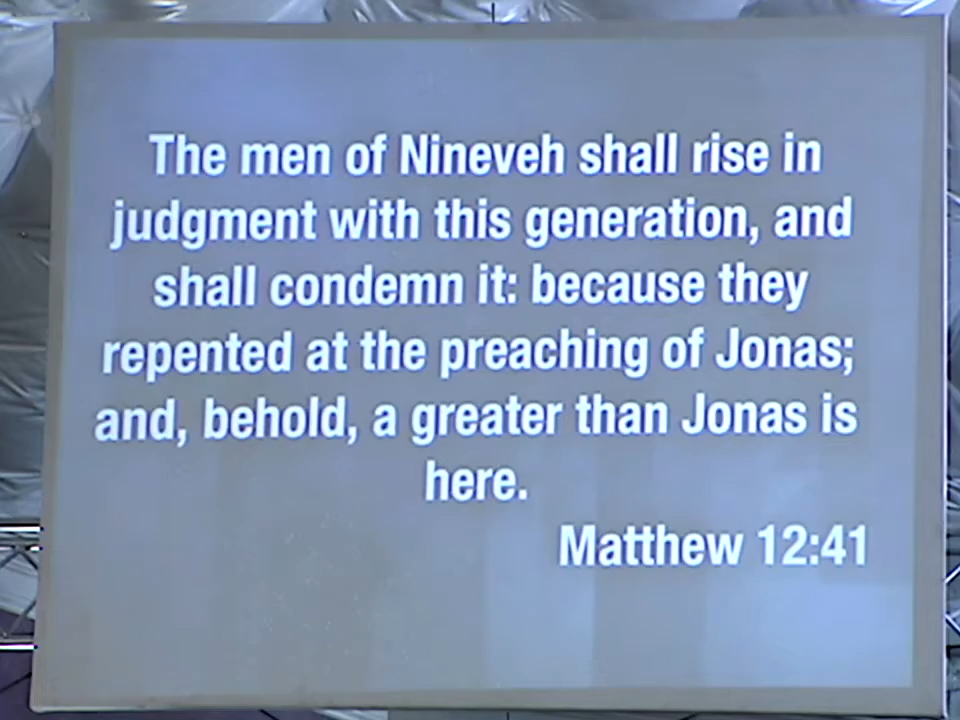 The men of Nineveh shall rise in
judgment with this generation, and
shall condemn it: because they
repented at the preaching of Jonas;
and, behold, a greater than Jonas is
here.
Matthew 12:41